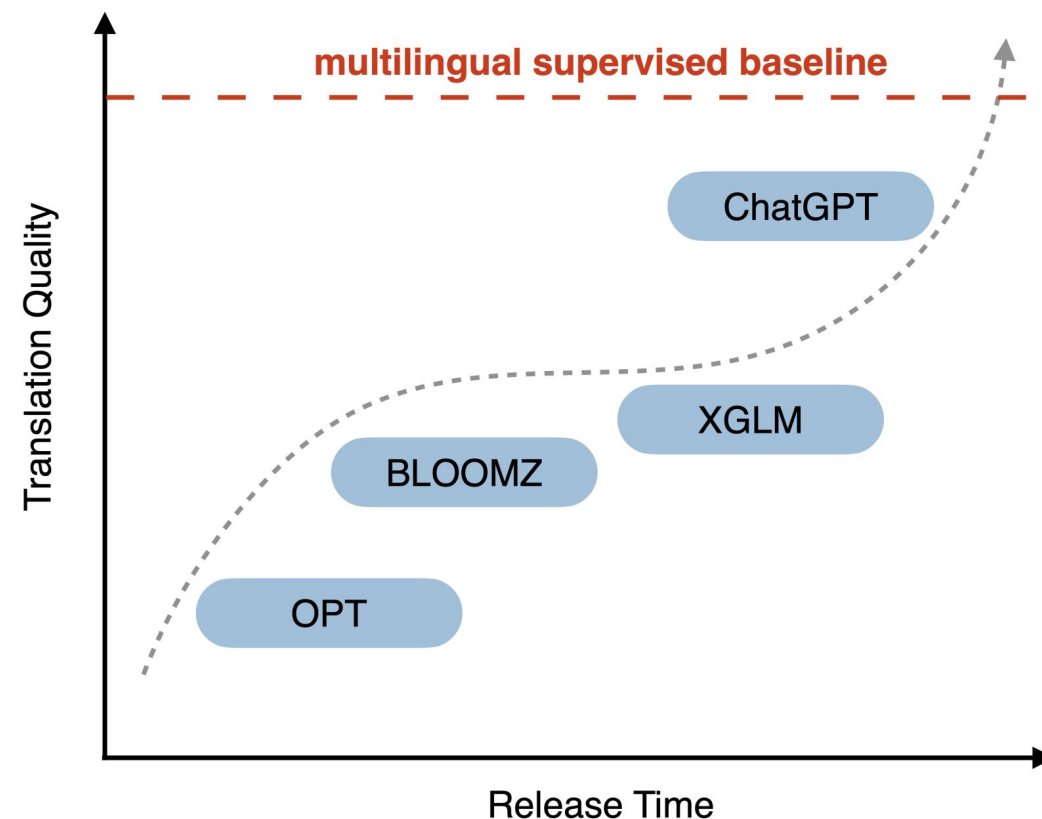 multilingual supervised baseline
ChatGPT
XGLM
BLOOMZ
OPT
Translation Quality
Release Time